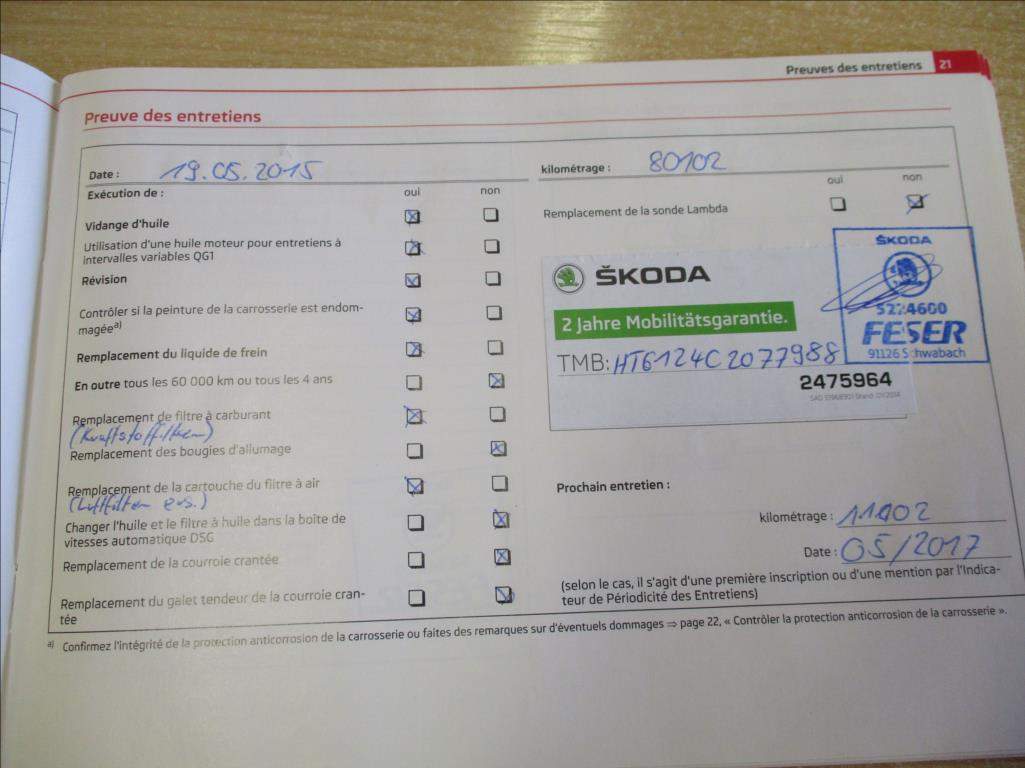 Preuves des entretiens 21
Preuve des entretiens
Date : 19.05.2015
kilométrage : 80102
Exécution de :
oui non
oui non
Vidange d'huile
Remplacement de la sonde Lambda
Utilisation d'une huile moteur pour entretiens à
intervalles variables QG1
Révision
Contrôler si la peinture de la carrosserie est endom-
magée a)
Remplacement du liquide de frein
En outre tous les 60 000 km ou tous les 4 ans
Remplacement de filtre à carburant
Remplacement des bougies d'allumage
Remplacement de la cartouche du filtre à air
Changer l'huile et le filtre à huile dans la boîte de
vitesses automatique DSG
Remplacement de la courroie crantée
Remplacement du galet tendeur de la courroie cran-
tée
ŠKODA
2 Jahre Mobilitätsgarantie.
TMB: HT6124C2077988
2475964
ŠKODA
5224600
FESER
91126 Schwabach
Prochain entretien :
kilométrage : 11402
Date : 05/2017
(selon le cas, il s'agit d'une première inscription ou d'une mention par l'Indica-
teur de Périodicité des Entretiens)
a) Confirmez l'intégrité de la protection anticorrosion de la carrosserie ou faites des remarques sur d'éventuels dommages ⇒ page 22, « Contrôler la protection anticorrosion de la carrosserie ».